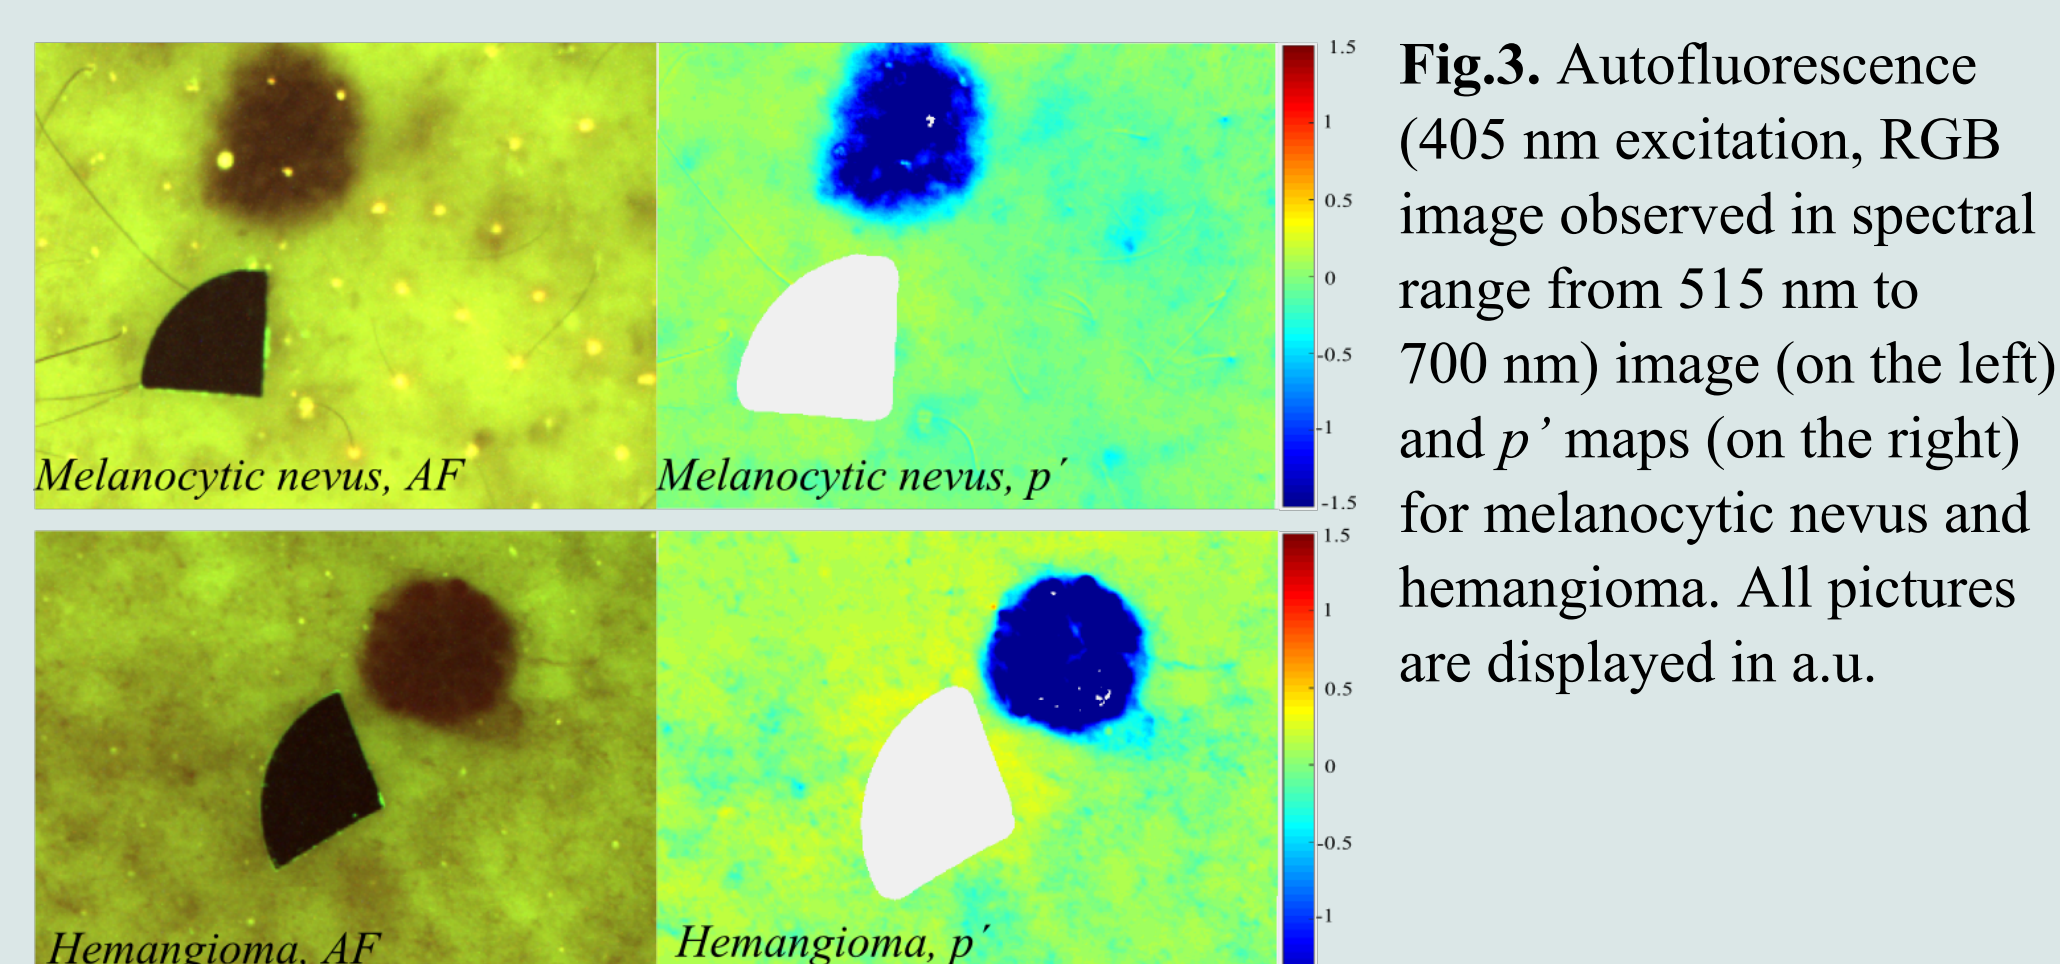 Melanocytic nevus, AF
Melanocytic nevus, p´
1.5
1
0.5
0
-0.5
-1
-1.5
Hemangioma, AF
Hemangioma, p´
1.5
1
0.5
0
-0.5
-1
Fig.3. Autofluorescence
(405 nm excitation, RGB
image observed in spectral
range from 515 nm to
700 nm) image (on the left)
and p’ maps (on the right)
for melanocytic nevus and
hemangioma. All pictures
are displayed in a.u.